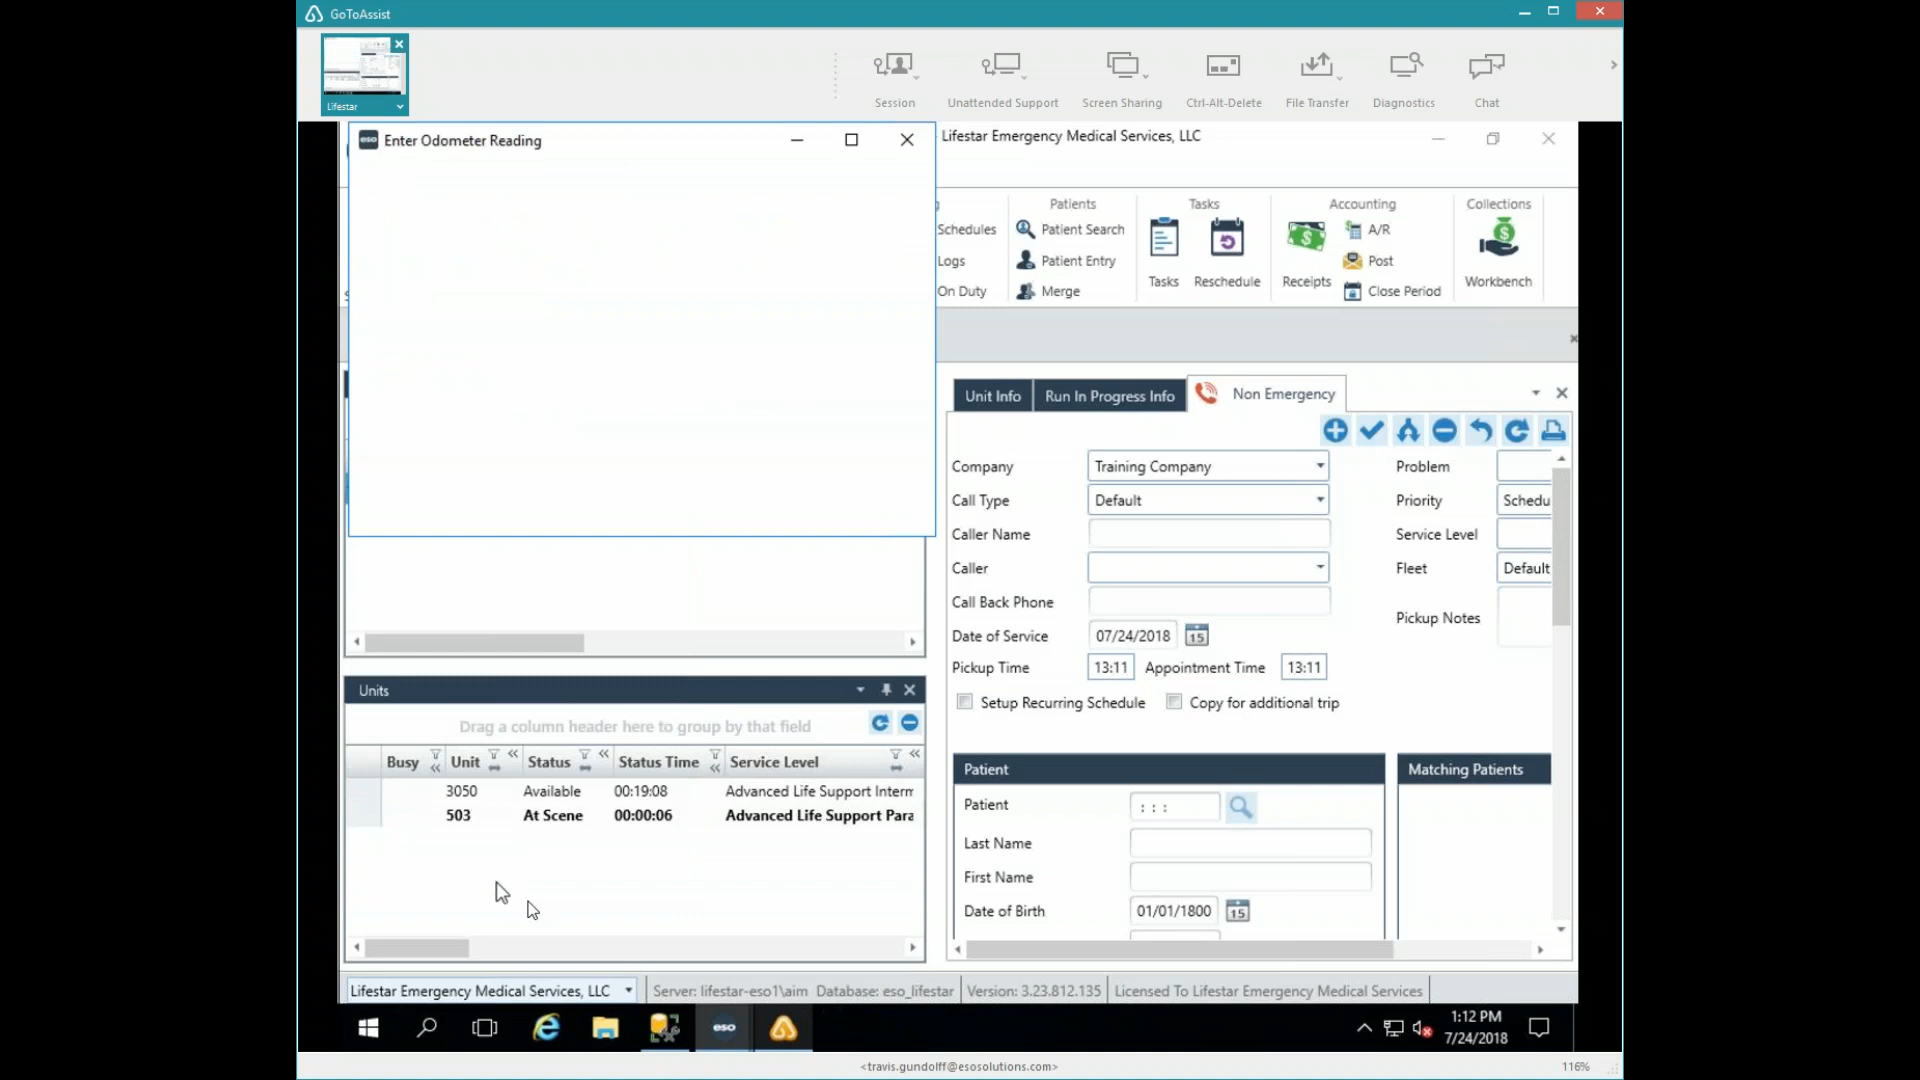 GoToAssist
Lifestar
Session
Unattended Support
Screen Sharing
Ctrl-Alt-Delete
File Transfer
Diagnostics
Chat
eso Enter Odometer Reading
Lifestar Emergency Medical Services, LLC
Schedules
Logs
On Duty
Patients
Patient Search
Patient Entry
Merge
Tasks
Tasks
Reschedule
Accounting
Receipts
A/R
Post
Close Period
Collections
Workbench
Unit Info
Run In Progress Info
Non Emergency
Company Training Company
Call Type Default
Caller Name
Caller
Call Back Phone
Date of Service 07/24/2018 15
Pickup Time 13:11 Appointment Time 13:11
Setup Recurring Schedule Copy for additional trip
Problem
Priority Schedu
Service Level
Fleet Default
Pickup Notes
Patient
Patient : : :
Last Name
First Name
Date of Birth 01/01/1800 15
Matching Patients
Units
Drag a column header here to group by that field
Busy Unit Status Status Time Service Level
3050 Available 00:19:08 Advanced Life Support Interm
503 At Scene 00:00:06 Advanced Life Support Para
Lifestar Emergency Medical Services, LLC Server: lifestar-eso1\aim Database: eso_lifestar Version: 3.23.812.135 Licensed To Lifestar Emergency Medical Services
eso
1:12 PM
7/24/2018
<travis.gundolff@esosolutions.com> 116%